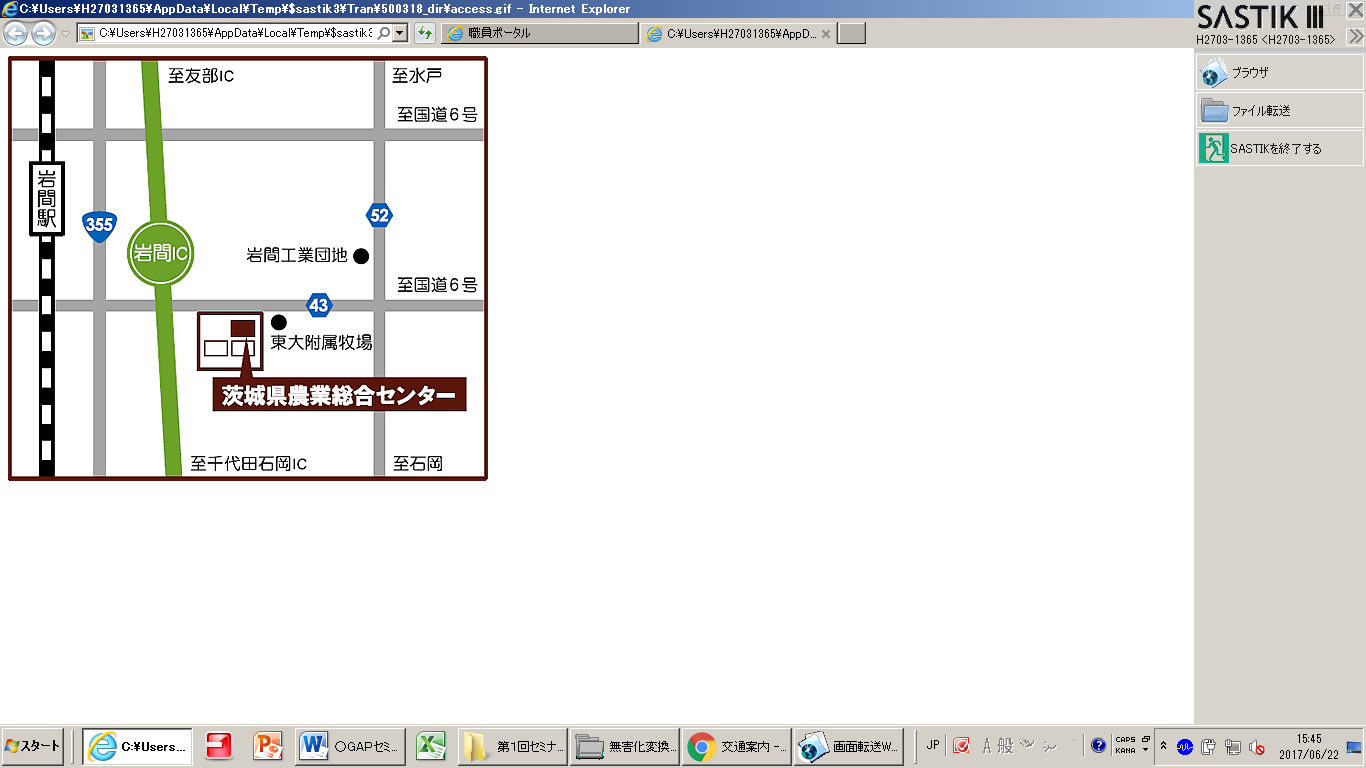 C:¥Users¥H27031365¥AppData¥Local¥Temp¥$sastik3¥Tran¥500318_dir¥access.gif - Internet Explorer
C:¥Users¥H27031365¥AppData¥Local¥Temp¥$sastik3
職員ポータル
C:¥Users¥H27031365¥AppD...
SASTIK III
H2703-1365 <H2703-1365>
ブラウザ
ファイル転送
SASTIKを終了する
至友部IC
至水戸
至国道6号
岩間駅
355
52
岩間IC
岩間工業団地
至国道6号
43
東大附属牧場
茨城県農業総合センター
至千代田石岡IC
至石岡
スタート
C:¥Users...
〇GAPセミ...
第1回セミナ...
無害化変換...
交通案内 -...
画面転送W...
JP
A 般
CAPS
KANA
15:45
2017/06/22